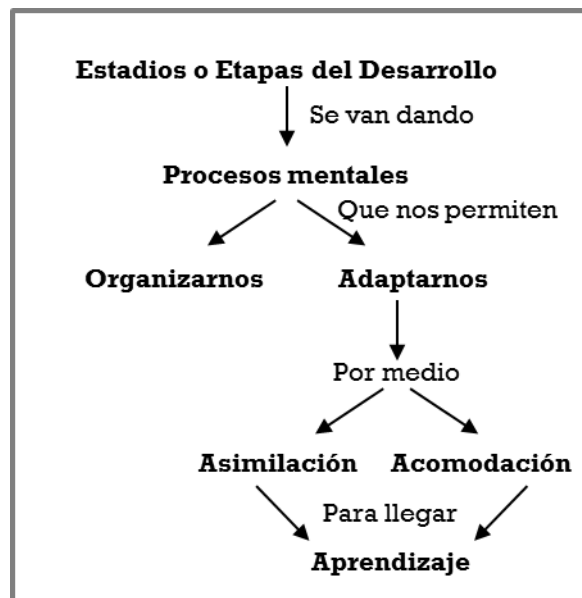 Estadios o Etapas del Desarrollo
Se van dando
Procesos mentales
Que nos permiten
Organizarnos Adaptarnos
Por medio
Asimilación Acomodación
Para llegar
Aprendizaje